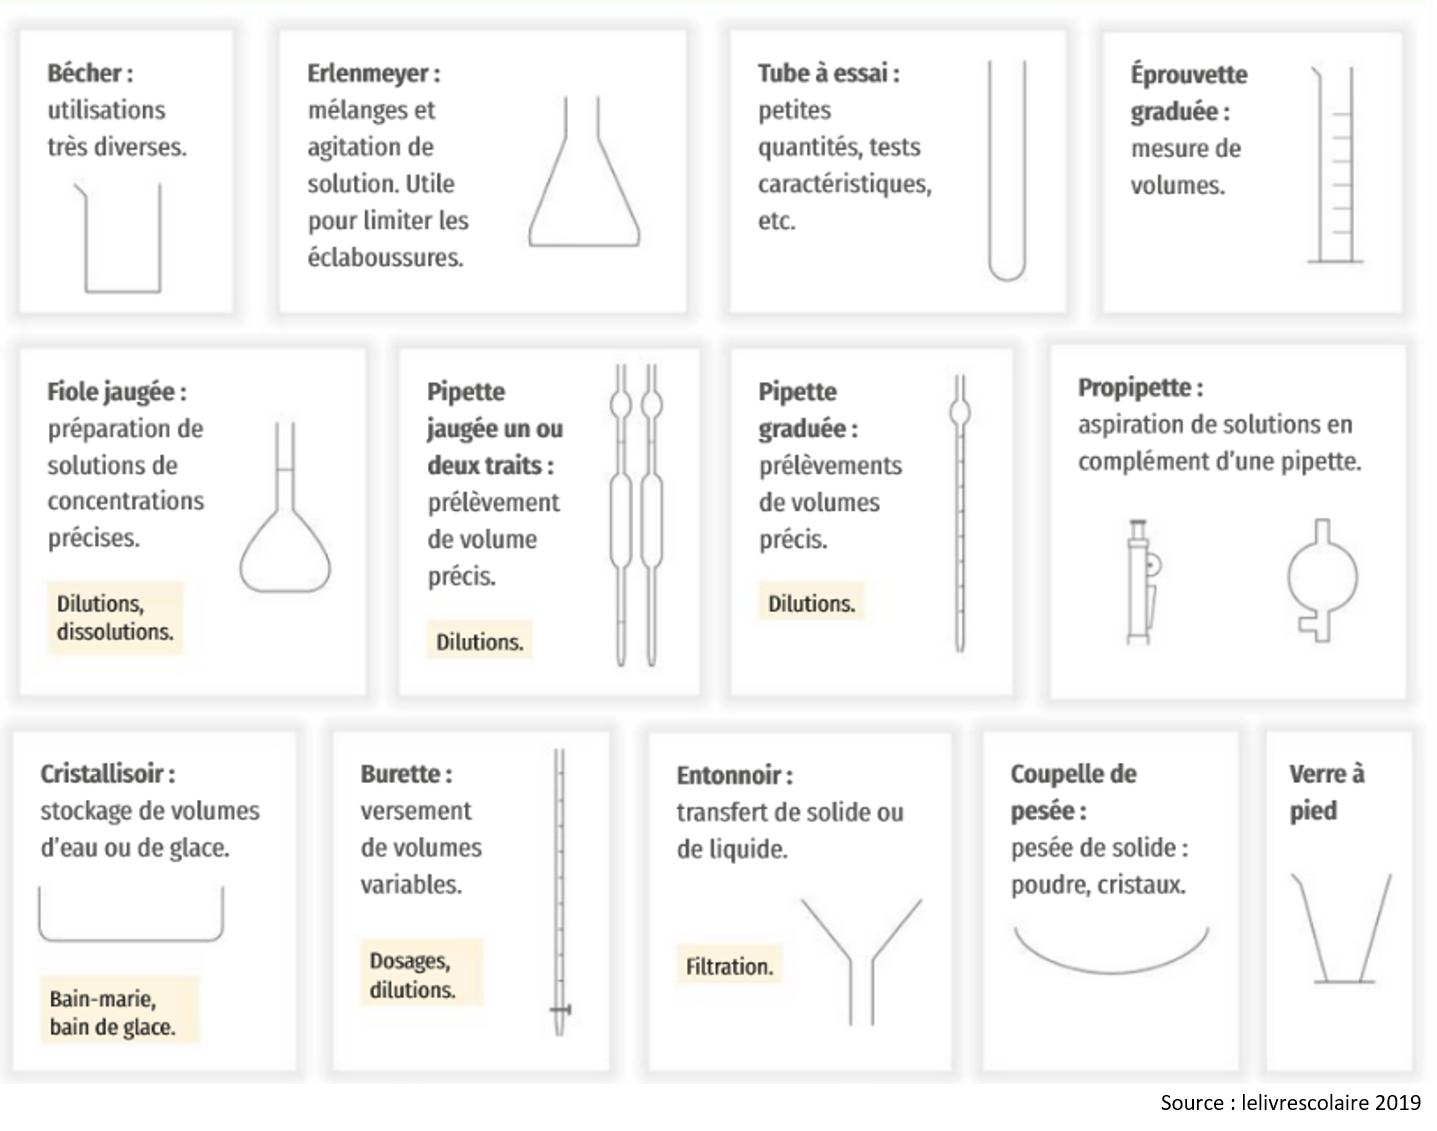 Bécher :
utilisations
très diverses.
Erlenmeyer :
mélanges et
agitation de
solution. Utile
pour limiter les
éclaboussures.
Tube à essai :
petites
quantités, tests
caractéristiques,
etc.
Éprouvette
graduée :
mesure de
volumes.
Fiole jaugée :
préparation de
solutions de
concentrations
précises.
Dilutions,
dissolutions.
Pipette
jaugée un ou
deux traits :
prélèvement
de volume
précis.
Dilutions.
Pipette
graduée :
prélèvements
de volumes
précis.
Dilutions.
Propipette :
aspiration de solutions en
complément d'une pipette.
Cristallisoir :
stockage de volumes
d'eau ou de glace.
Bain-marie,
bain de glace.
Burette :
versement
de volumes
variables.
Dosages,
dilutions.
Entonnoir :
transfert de solide ou
de liquide.
Filtration.
Coupelle de
pesée :
pesée de solide :
poudre, cristaux.
Verre à
pied
Source : lelivrescolaire 2019